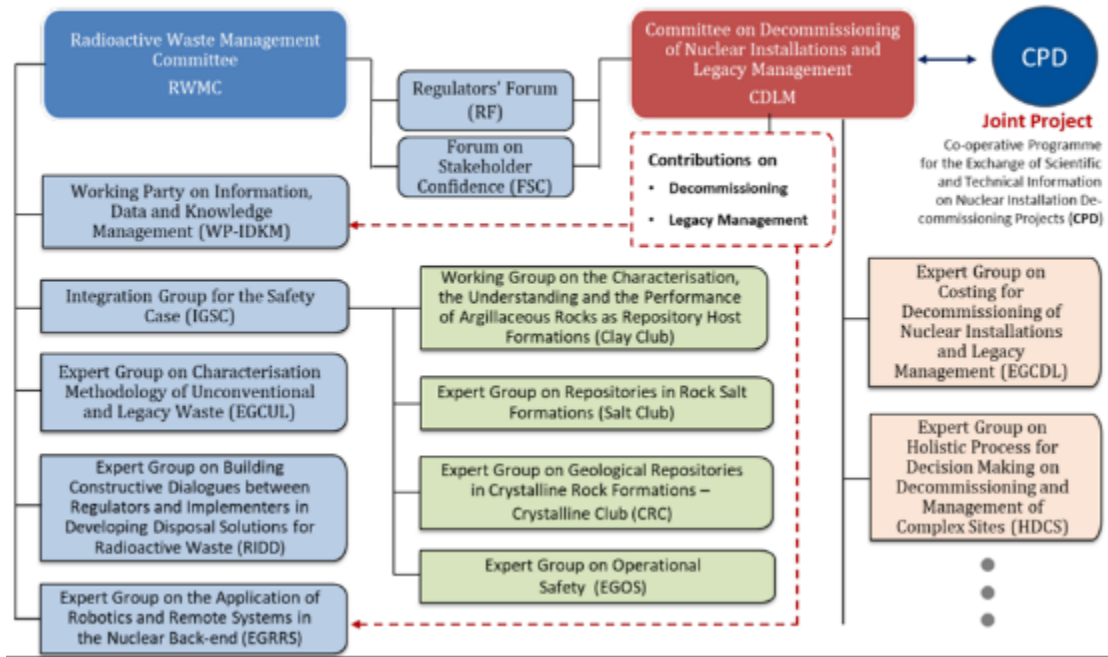 Radioactive Waste Management
Committee
RWMC
Regulators' Forum
(RF)
Forum on
Stakeholder
Confidence (FSC)
Committee on Decommissioning
of Nuclear Installations and
Legacy Management
CDLM
CPD
Joint Project
Co-operative Programme
for the Exchange of Scientific
and Technical Information
on Nuclear Installation De-
commissioning Projects (CPD)
Contributions on
• Decommissioning
• Legacy Management
Working Party on Information,
Data and Knowledge
Management (WP-IDKM)
Integration Group for the Safety
Case (IGSC)
Expert Group on Characterisation
Methodology of Unconventional
and Legacy Waste (EGCUL)
Expert Group on Building
Constructive Dialogues between
Regulators and Implementers in
Developing Disposal Solutions for
Radioactive Waste (RIDD)
Expert Group on the Application of
Robotics and Remote Systems in
the Nuclear Back-end (EGRRS)
Working Group on the Characterisation,
the Understanding and the Performance
of Argillaceous Rocks as Repository Host
Formations (Clay Club)
Expert Group on Repositories in Rock Salt
Formations (Salt Club)
Expert Group on Geological Repositories
in Crystalline Rock Formations –
Crystalline Club (CRC)
Expert Group on Operational
Safety (EGOS)
Expert Group on
Costing for
Decommissioning of
Nuclear Installations
and Legacy
Management (EGCDL)
Expert Group on
Holistic Process for
Decision Making on
Decommissioning and
Management of
Complex Sites (HDCS)